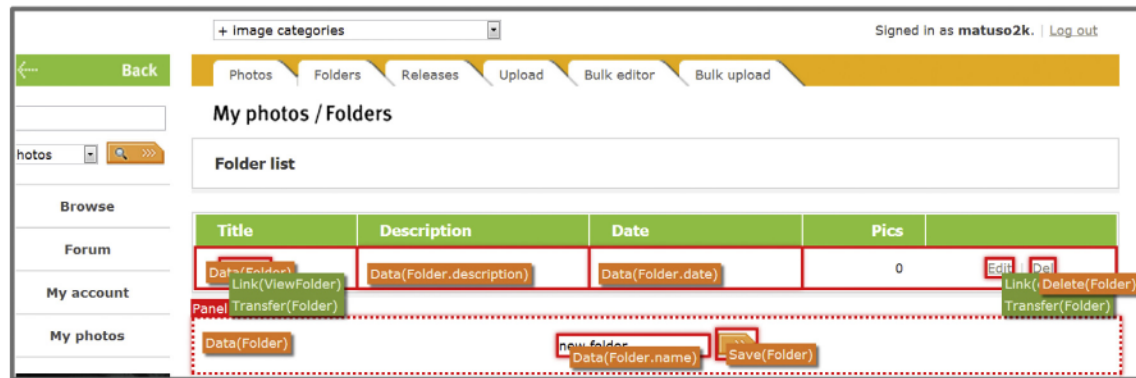 + image categories
Signed in as matuso2k. | Log out
Back
Photos Folders Releases Upload Bulk editor Bulk upload
My photos / Folders
hotos
Folder list
Browse
Title Description Date Pics
Forum
Data(Folder) Data(Folder.description) Data(Folder.date) 0 Edit | Del
Link(ViewFolder) Delete(Folder)
My account
Transfer(Folder) Transfer(Folder)
Panel
My photos
Data(Folder) new folder
Data(Folder.name) Save(Folder)